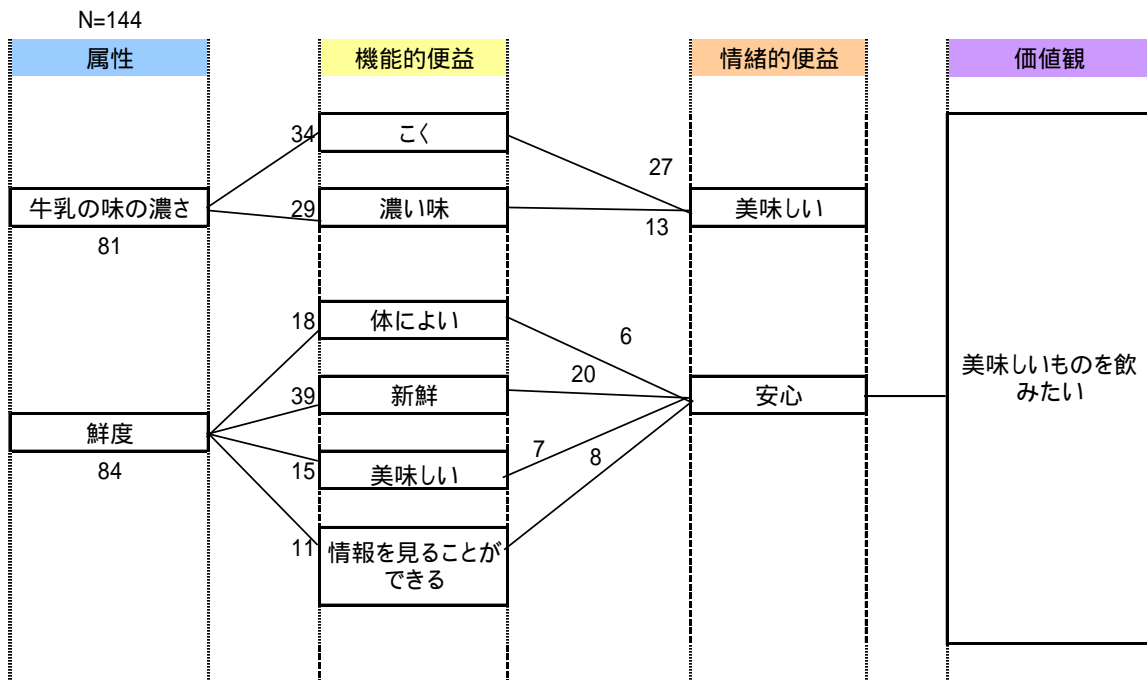 N=144
属性
機能的便益
情緒的便益
価値観
34
こく
27
牛乳の味の濃さ
29
濃い味
美味しい
13
81
18
体によい
6
20
美味しいものを飲
みたい
39
新鮮
安心
鮮度
7
8
84
15
美味しい
11
情報を見ることが
できる